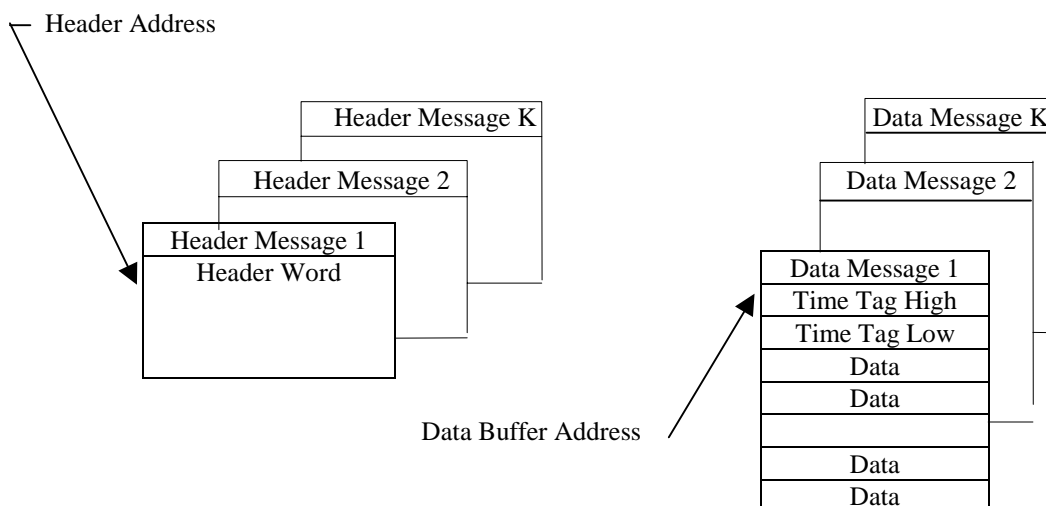 Header Address
Header Message K
Header Message 2
Header Message 1
Header Word
Data Message K
Data Message 2
Data Message 1
Time Tag High
Time Tag Low
Data
Data
Data
Data
Data Buffer Address